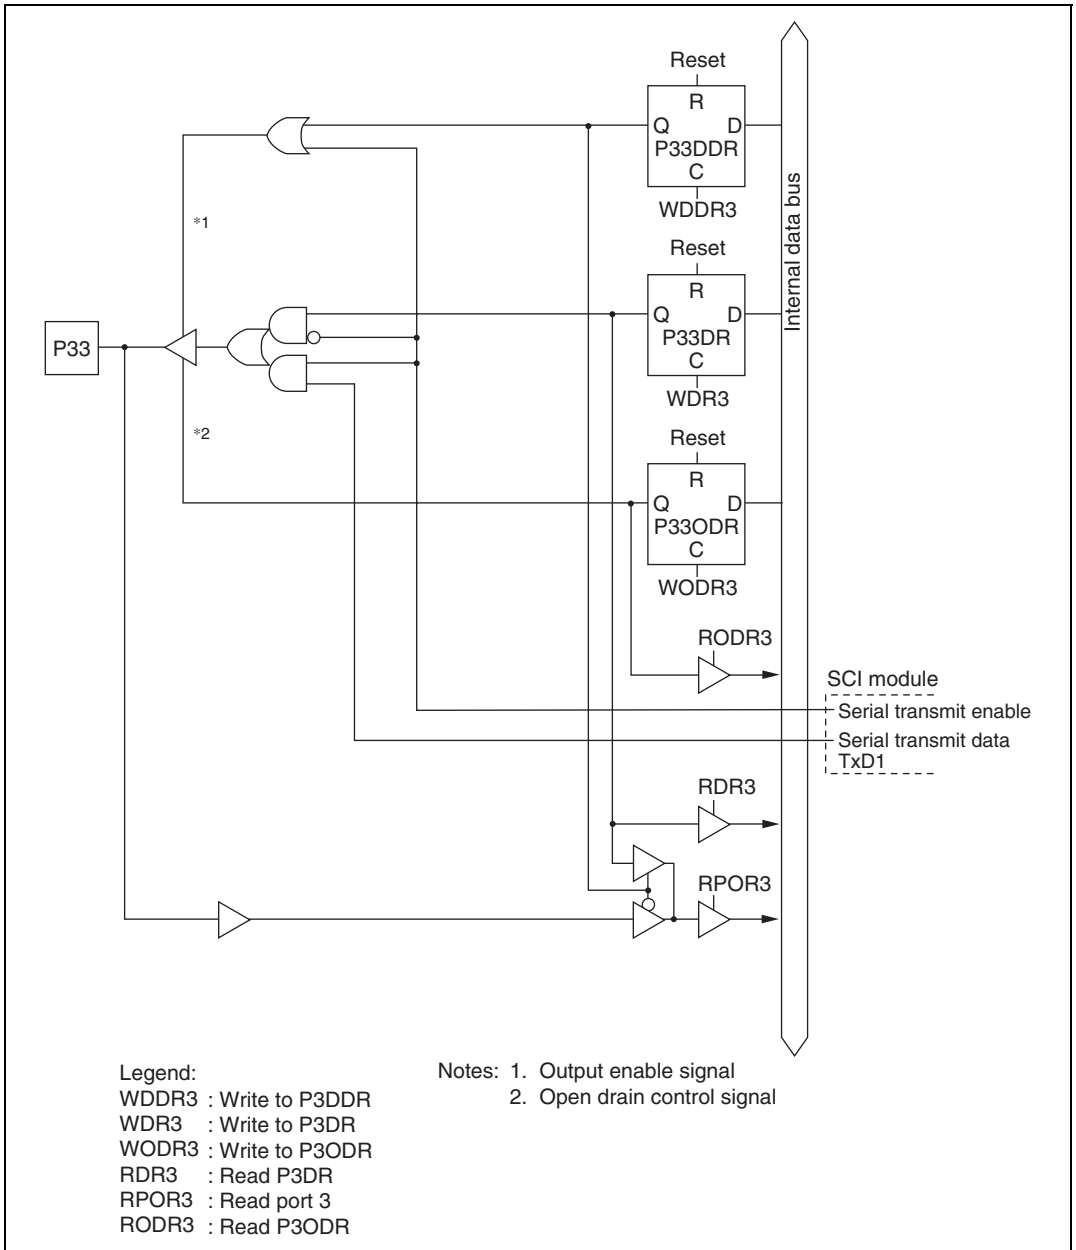 Reset
R
Q D
P33DDR
C
WDDR3
Internal data bus
*1
Reset
R
Q D
P33DR
C
WDR3
P33
*2
Reset
R
Q D
P33ODR
C
WODR3
RODR3
SCI module
Serial transmit enable
Serial transmit data
TxD1
RDR3
RPOR3
Legend:
WDDR3 : Write to P3DDR
WDR3 : Write to P3DR
WODR3 : Write to P3ODR
RDR3 : Read P3DR
RPOR3 : Read port 3
RODR3 : Read P3ODR
Notes: 1. Output enable signal
2. Open drain control signal